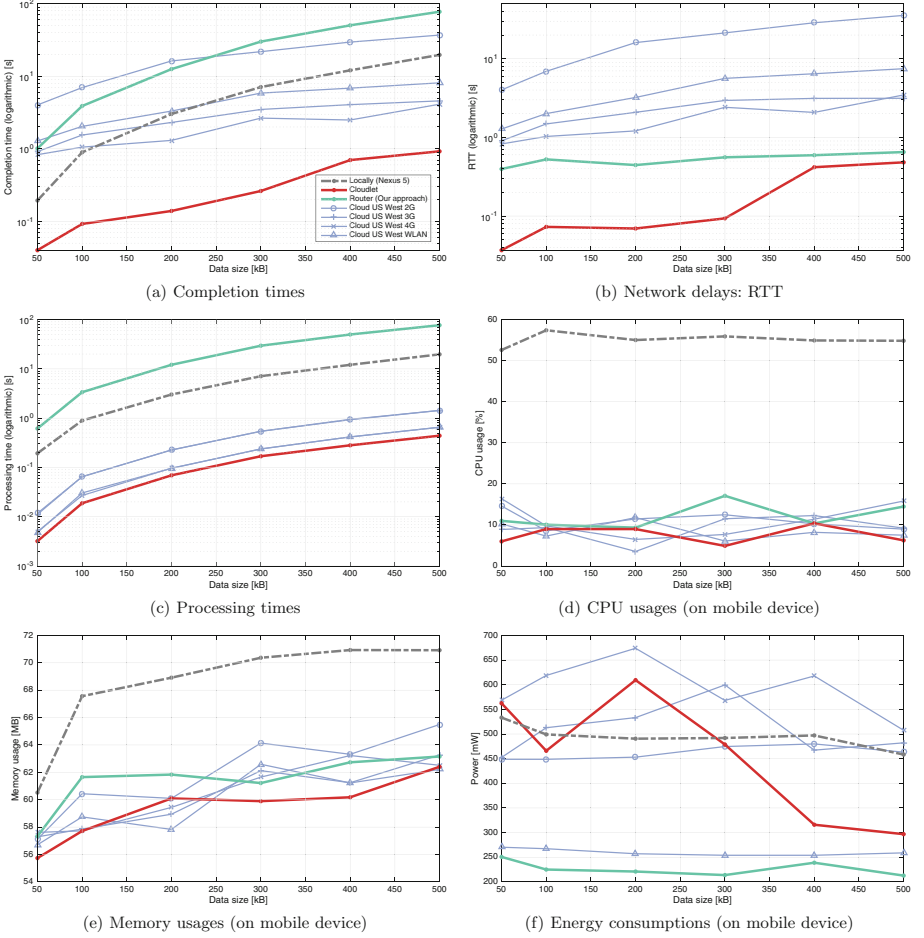 10^2
10^1
10^0
10^-1
Completion time (logarithmic) [s]
50 100 150 200 250 300 350 400 450 500
Data size [kB]
Locally (Nexus 5)
Cloudlet
Router (Our approach)
Cloud US West 2G
Cloud US West 3G
Cloud US West 4G
Cloud US West WLAN
(a) Completion times
10^1
10^0
10^-1
RTT (logarithmic) [s]
50 100 150 200 250 300 350 400 450 500
Data size [kB]
(b) Network delays: RTT
10^2
10^1
10^0
10^-1
10^-2
10^-3
Processing time (logarithmic) [s]
50 100 150 200 250 300 350 400 450 500
Data size [kB]
(c) Processing times
60
50
40
30
20
10
0
CPU usage [%]
50 100 150 200 250 300 350 400 450 500
Data size [kB]
(d) CPU usages (on mobile device)
72
70
68
66
64
62
60
58
56
54
Memory usage [MB]
50 100 150 200 250 300 350 400 450 500
Data size [kB]
(e) Memory usages (on mobile device)
700
650
600
550
500
450
400
350
300
250
200
Power [mW]
50 100 150 200 250 300 350 400 450 500
Data size [kB]
(f) Energy consumptions (on mobile device)